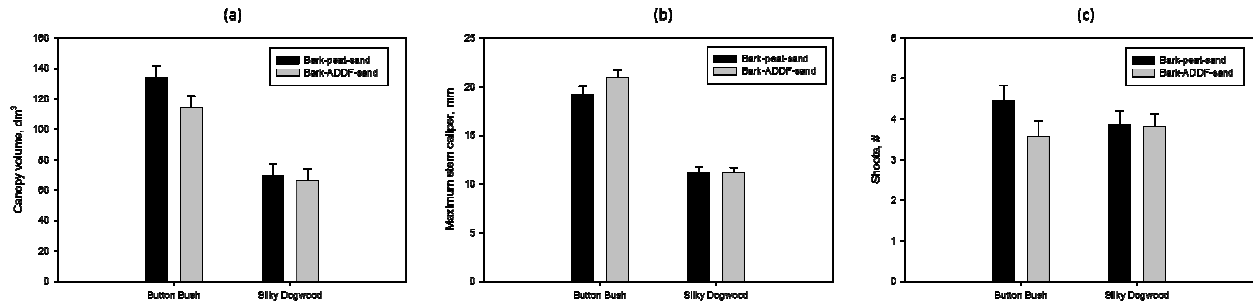 (a)
160
140
120
100
80
60
40
20
0
Canopy volume, dm³
Bark-peat-sand
Bark-ADDF-sand
Button Bush
Silky Dogwood
(b)
25
20
15
10
5
0
Maximum stem caliper, mm
Bark-peat-sand
Bark-ADDF-sand
Button Bush
Silky Dogwood
(c)
6
5
4
3
2
1
0
Shoots, #
Bark-peat-sand
Bark-ADDF-sand
Button Bush
Silky Dogwood